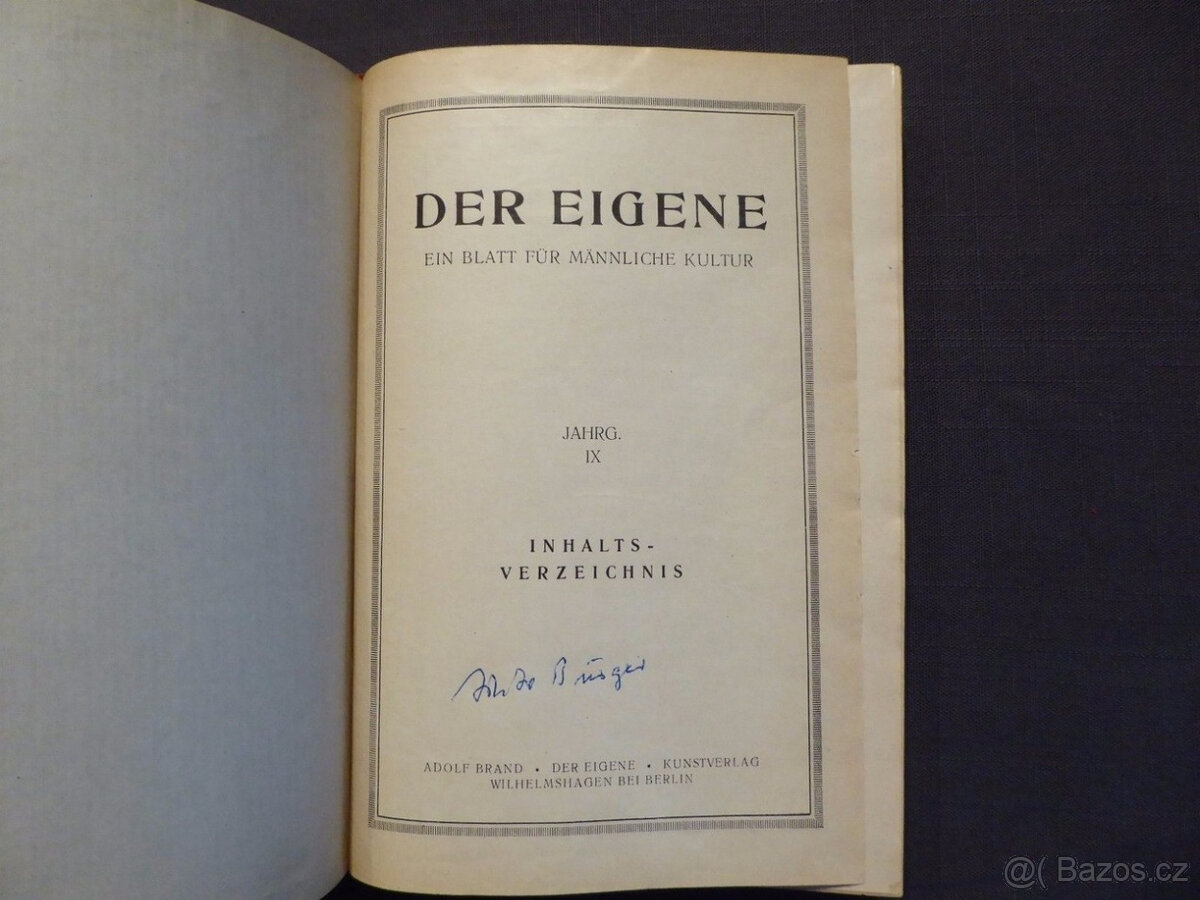 DER EIGENE
EIN BLATT FÜR MÄNNLICHE KULTUR
JAHRG.
IX
INHALTS-
VERZEICHNIS
Bürger
ADOLF BRAND • DER EIGENE • KUNSTVERLAG
WILHELMSHAGEN BEI BERLIN
@( Bazos.cz